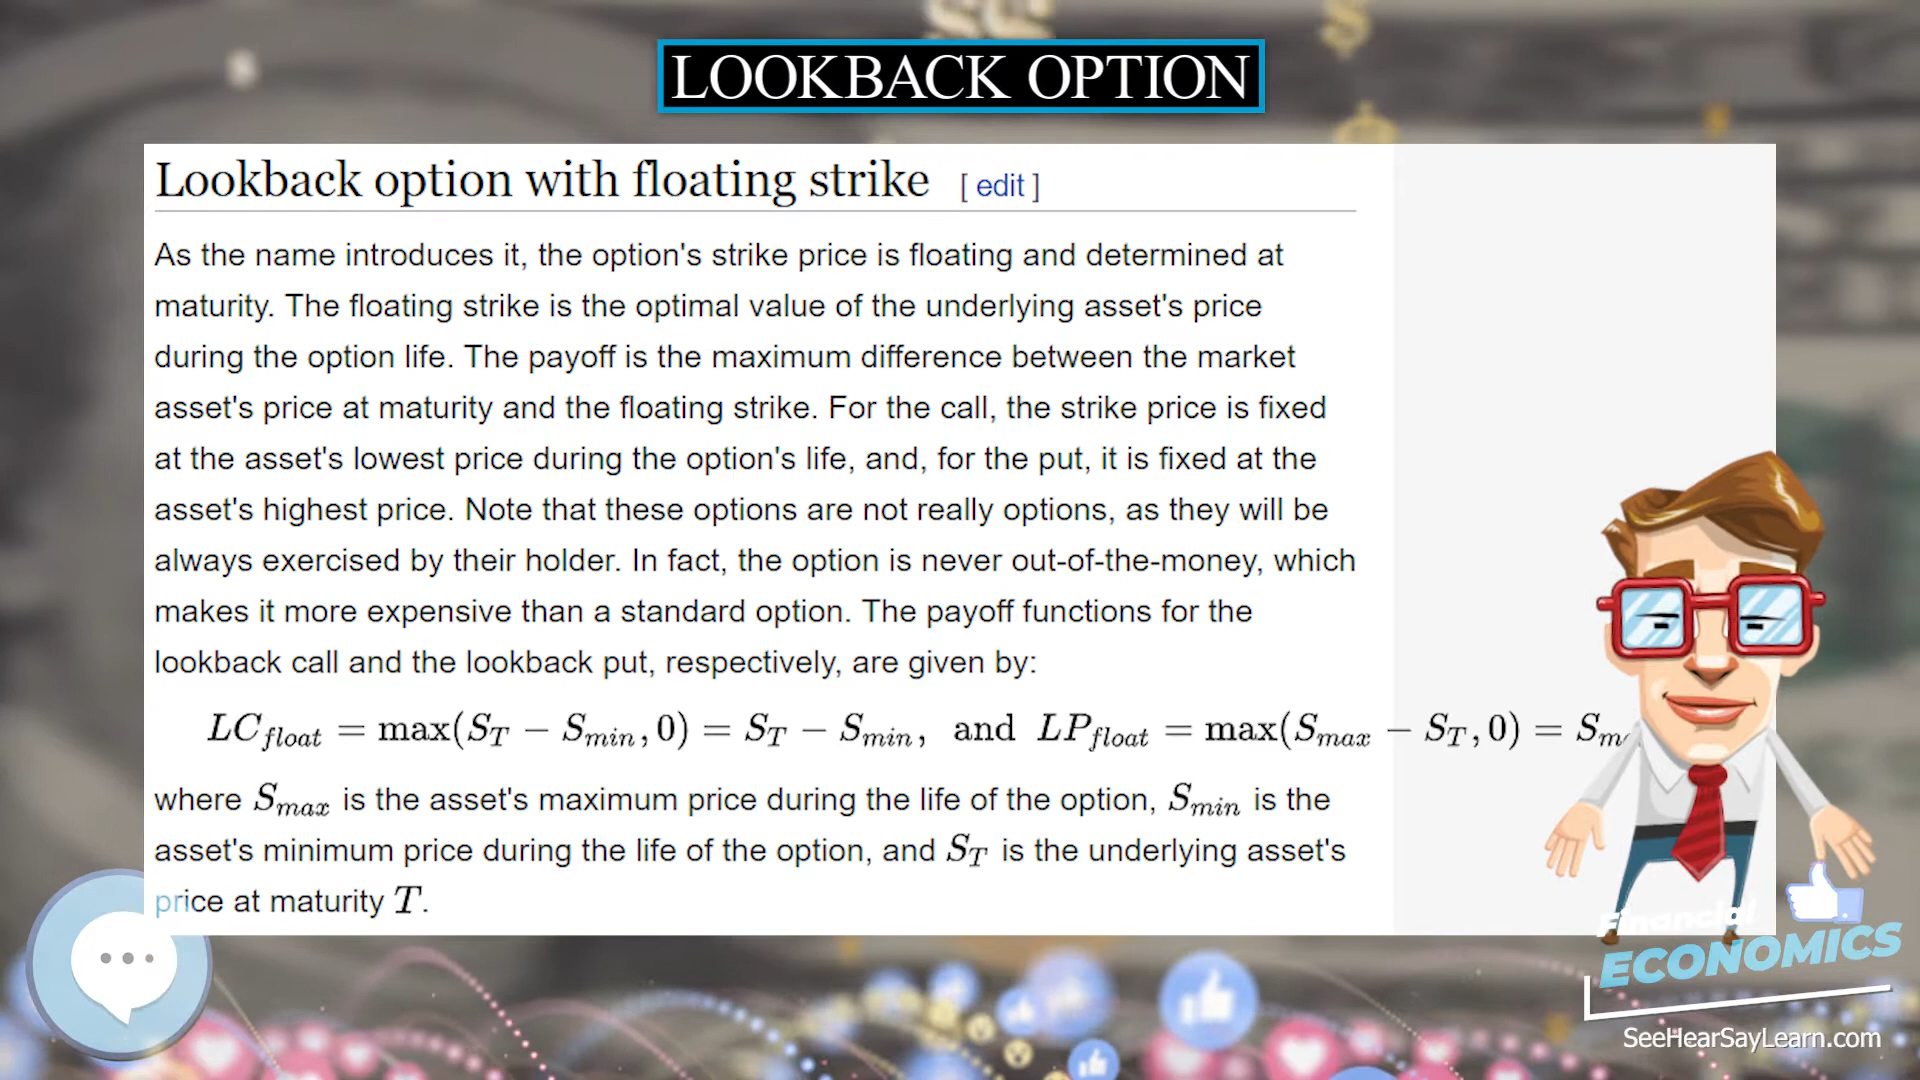 LOOKBACK OPTION
Lookback option with floating strike [ edit ]
As the name introduces it, the option's strike price is floating and determined at
maturity. The floating strike is the optimal value of the underlying asset's price
during the option life. The payoff is the maximum difference between the market
asset's price at maturity and the floating strike. For the call, the strike price is fixed
at the asset's lowest price during the option's life, and, for the put, it is fixed at the
asset's highest price. Note that these options are not really options, as they will be
always exercised by their holder. In fact, the option is never out-of-the-money, which
makes it more expensive than a standard option. The payoff functions for the
lookback call and the lookback put, respectively, are given by:
LC_float = max(S_T − S_min, 0) = S_T − S_min, and LP_float = max(S_max − S_T, 0) = S
where S_max is the asset's maximum price during the life of the option, S_min is the
asset's minimum price during the life of the option, and S_T is the underlying asset's
price at maturity T.
Financial
ECONOMICS
SeeHearSayLearn.com